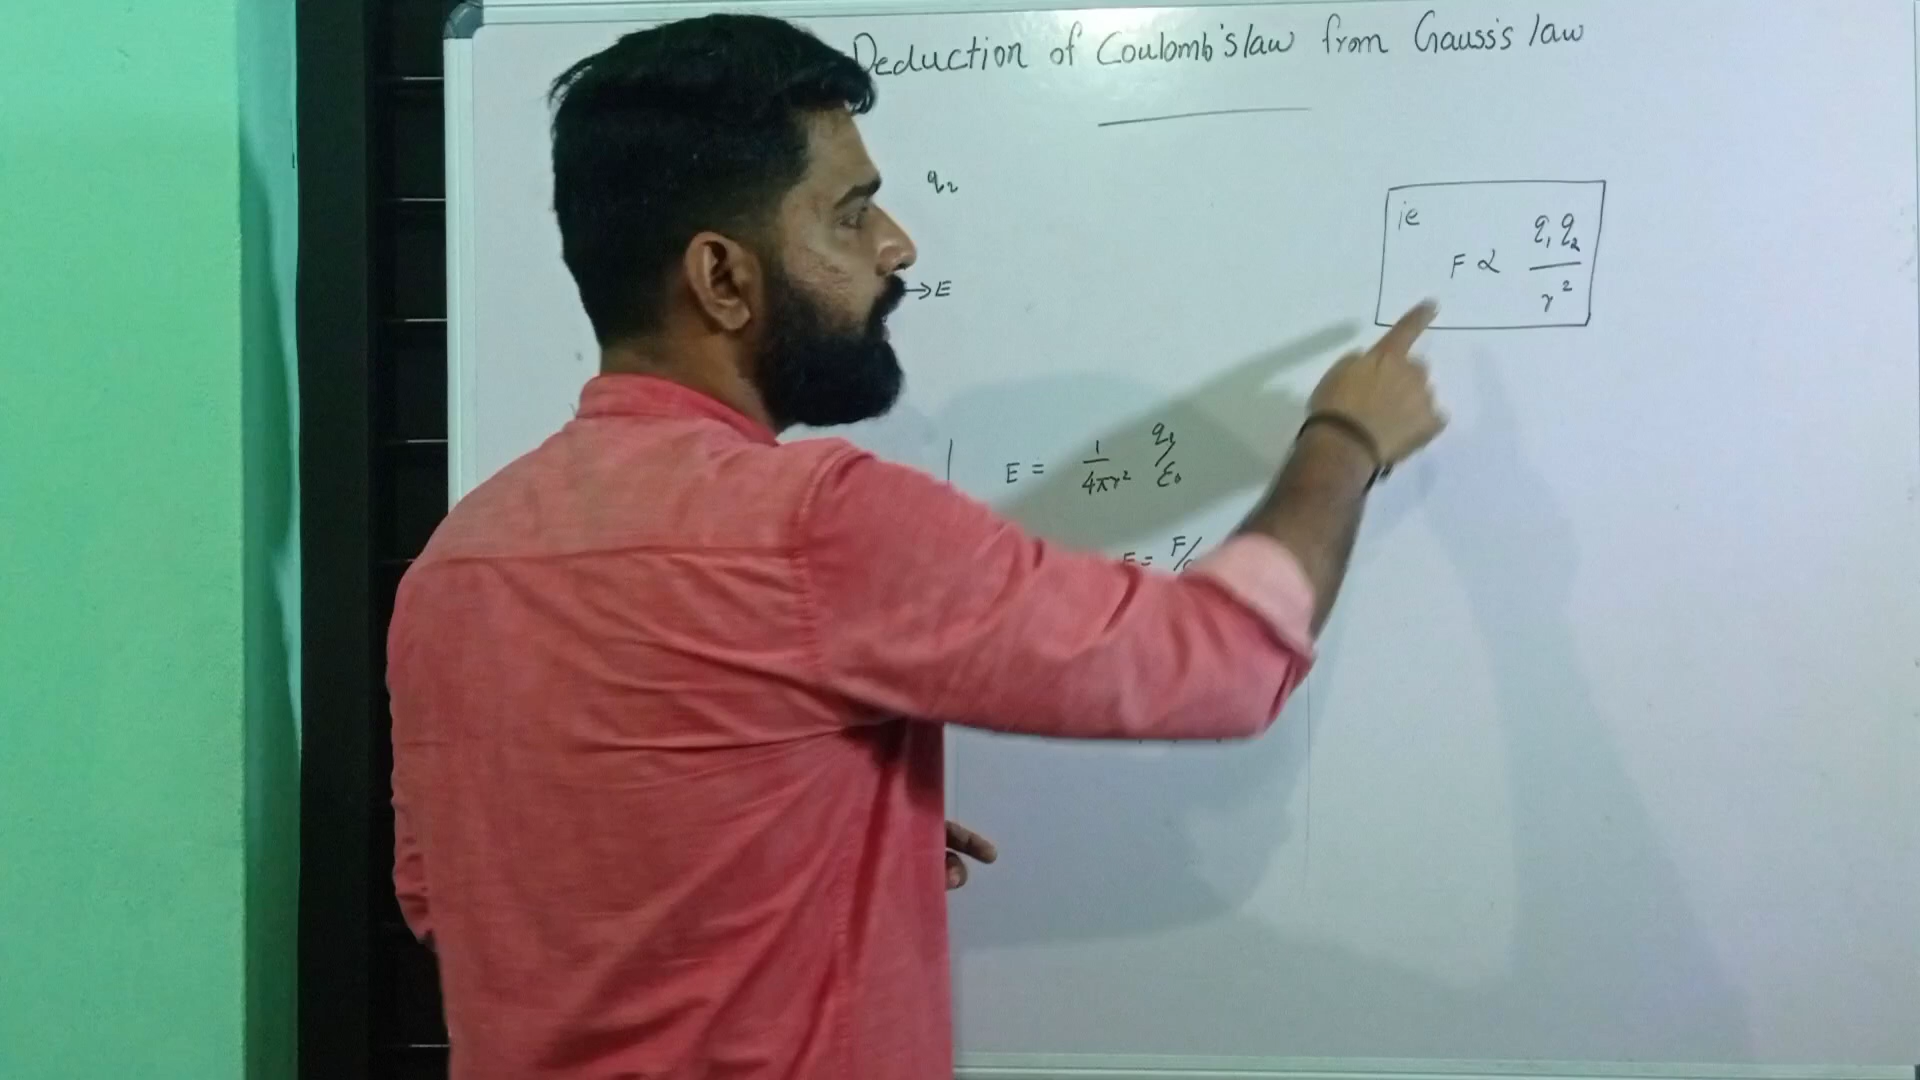 Deduction of Coulomb's law from Gauss's law
q₂
→E
ie
F ∝ q₁q₂ / r²
E = 1/4πr² q₁/ε₀
E = F/